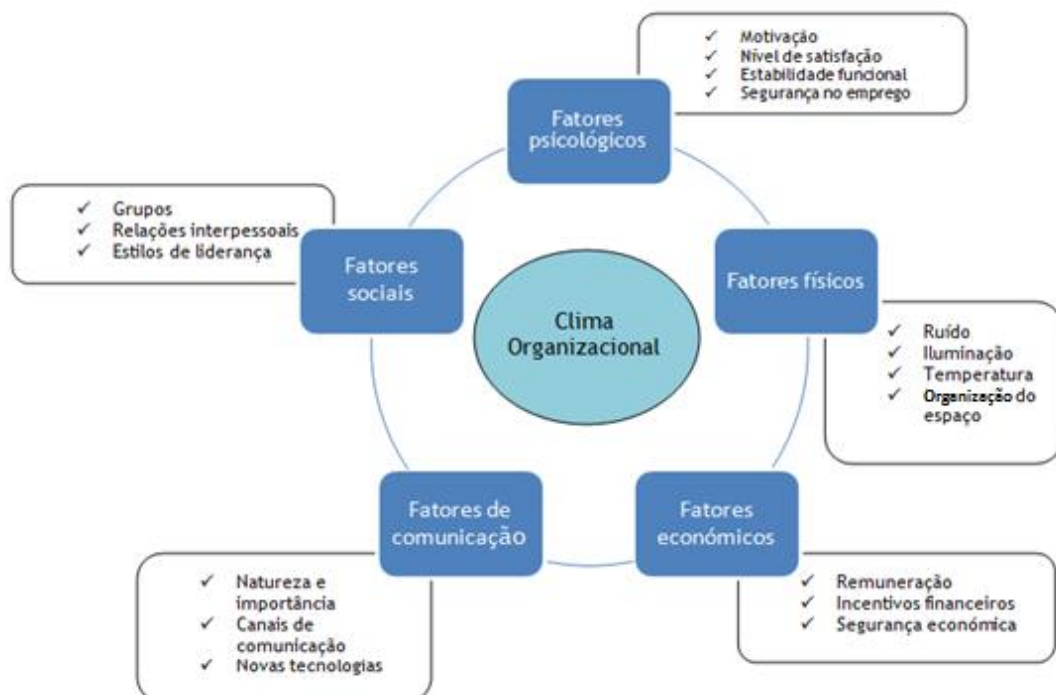 Motivação
Nível de satisfação
Estabilidade funcional
Segurança no emprego
Fatores
psicológicos
Grupos
Relações interpessoais
Estilos de liderança
Fatores
sociais
Fatores físicos
Ruído
Iluminação
Temperatura
Organização do
espaço
Clima
Organizacional
Fatores de
comunicação
Natureza e
importância
Canais de
comunicação
Novas tecnologias
Fatores
económicos
Remuneração
Incentivos financeiros
Segurança económica